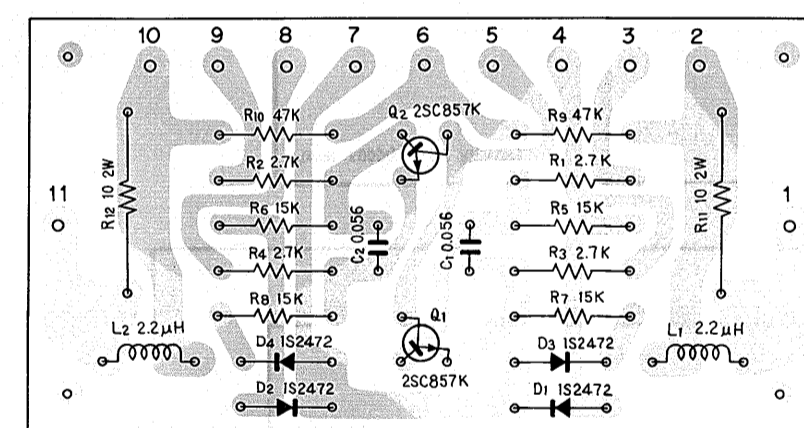 10 9 8 7 6 5 4 3 2
R10 47K
Q2 2SC857K
R9 47K
R2 2.7K
R1 2.7K
11
R12 10 2W
R6 15K
C2 0.056
C1 0.056
R5 15K
R11 10 2W
1
R4 2.7K
R3 2.7K
R8 15K
Q1
R7 15K
L2 2.2μH
D4 1S2472
2SC857K
D3 1S2472
L1 2.2μH
D2 1S2472
D1 1S2472